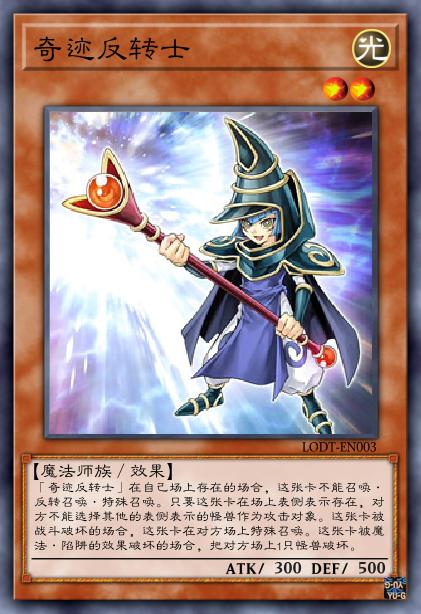 奇迹反转士
光
LODT-EN003
【魔法师族／效果】
「奇迹反转士」在自己场上存在的场合，这张卡不能召唤·
反转召唤·特殊召唤。只要这张卡在场上表侧表示存在，对
方不能选择其他的表侧表示的怪兽作为攻击对象。这张卡被
战斗破坏的场合，这张卡在对方场上特殊召唤。这张卡被魔
法·陷阱的效果破坏的场合，把对方场上1只怪兽破坏。
ATK/ 300 DEF/ 500